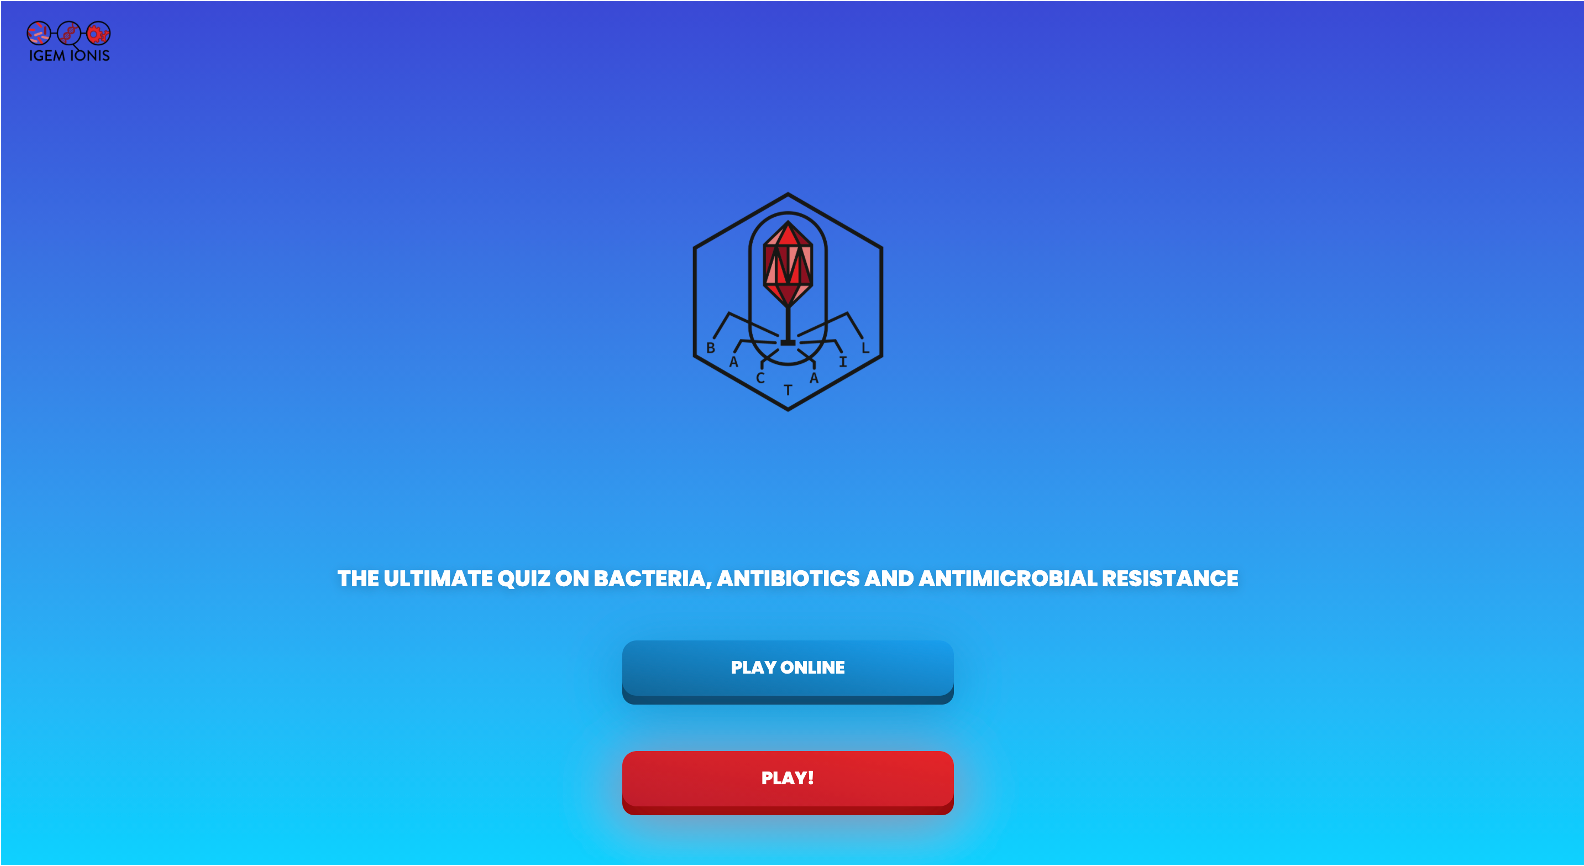 IGEM IONIS
B A C T A I L
THE ULTIMATE QUIZ ON BACTERIA, ANTIBIOTICS AND ANTIMICROBIAL RESISTANCE
PLAY ONLINE
PLAY!